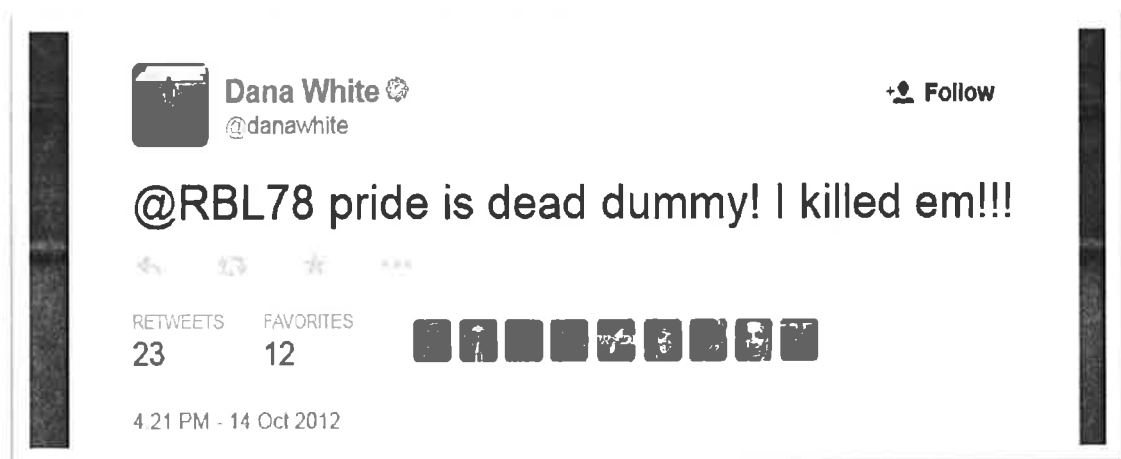 Dana White
@danawhite
Follow
@RBL78 pride is dead dummy! I killed em!!!
RETWEETS FAVORITES
23 12
4:21 PM - 14 Oct 2012